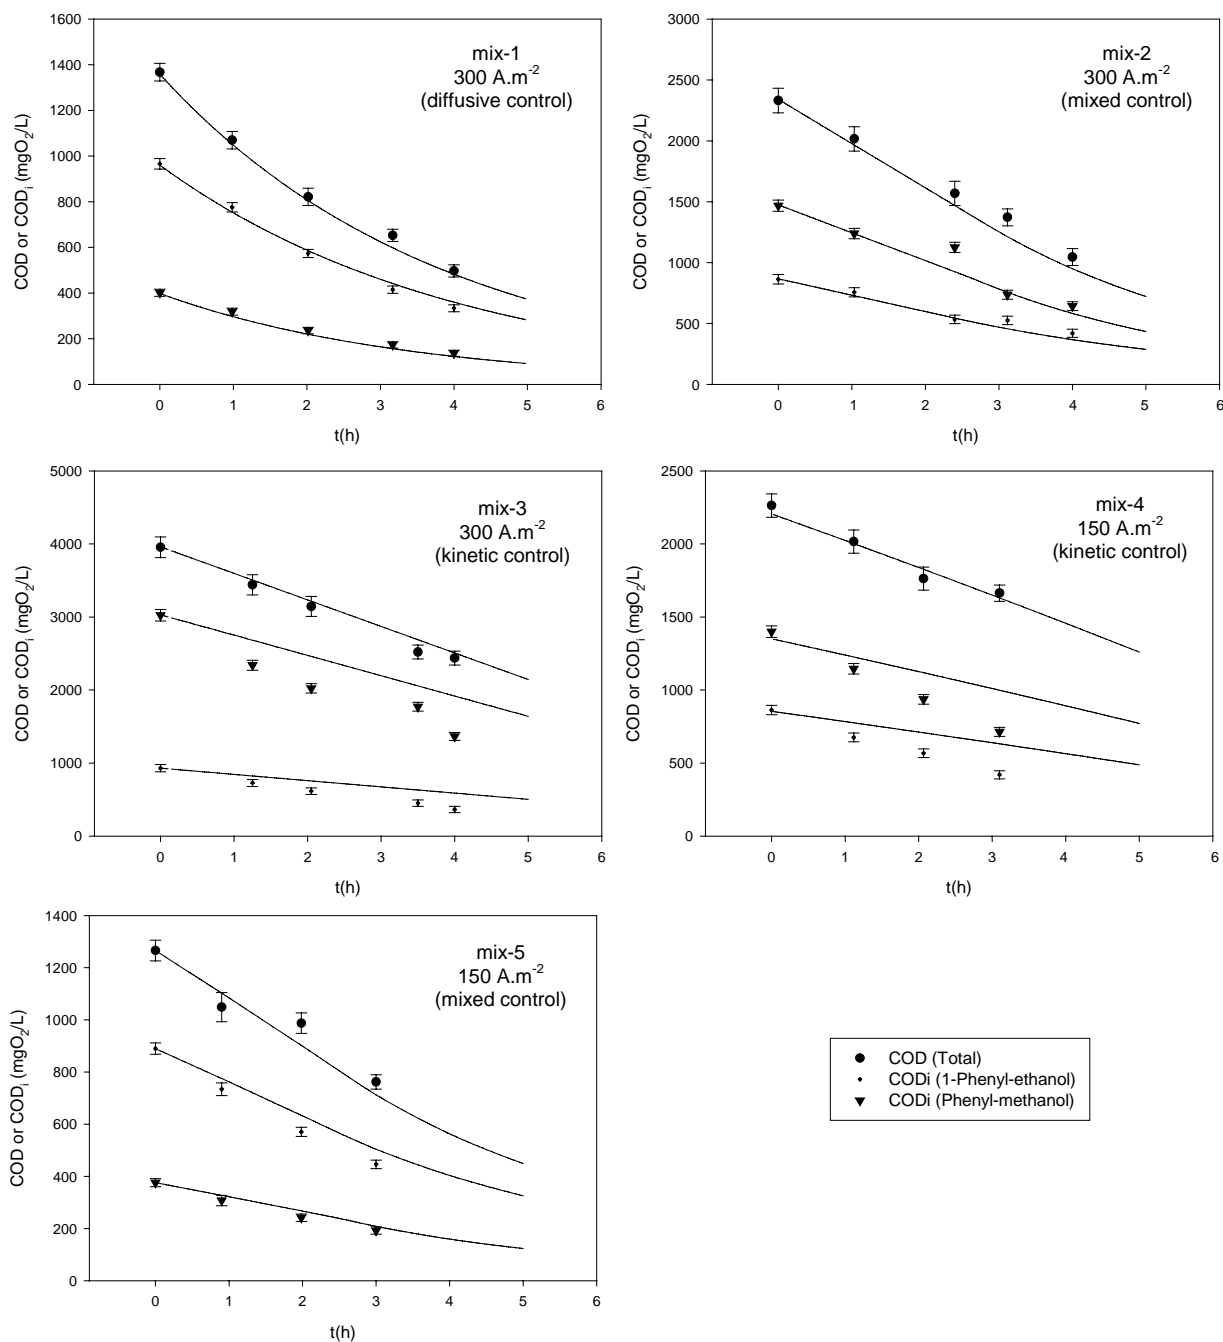 1600
1400
1200
1000
800
600
400
200
0
COD or CODi (mgO2/L)
0 1 2 3 4 5 6
t(h)
mix-1
300 A.m-2
(diffusive control)
3000
2500
2000
1500
1000
500
0
COD or CODi (mgO2/L)
0 1 2 3 4 5 6
t(h)
mix-2
300 A.m-2
(mixed control)
5000
4000
3000
2000
1000
0
COD or CODi (mgO2/L)
0 1 2 3 4 5 6
t(h)
mix-3
300 A.m-2
(kinetic control)
2500
2000
1500
1000
500
0
COD or CODi (mgO2/L)
0 1 2 3 4 5 6
t(h)
mix-4
150 A.m-2
(kinetic control)
1400
1200
1000
800
600
400
200
0
COD or CODi (mgO2/L)
0 1 2 3 4 5 6
t(h)
mix-5
150 A.m-2
(mixed control)
COD (Total)
CODi (1-Phenyl-ethanol)
CODi (Phenyl-methanol)